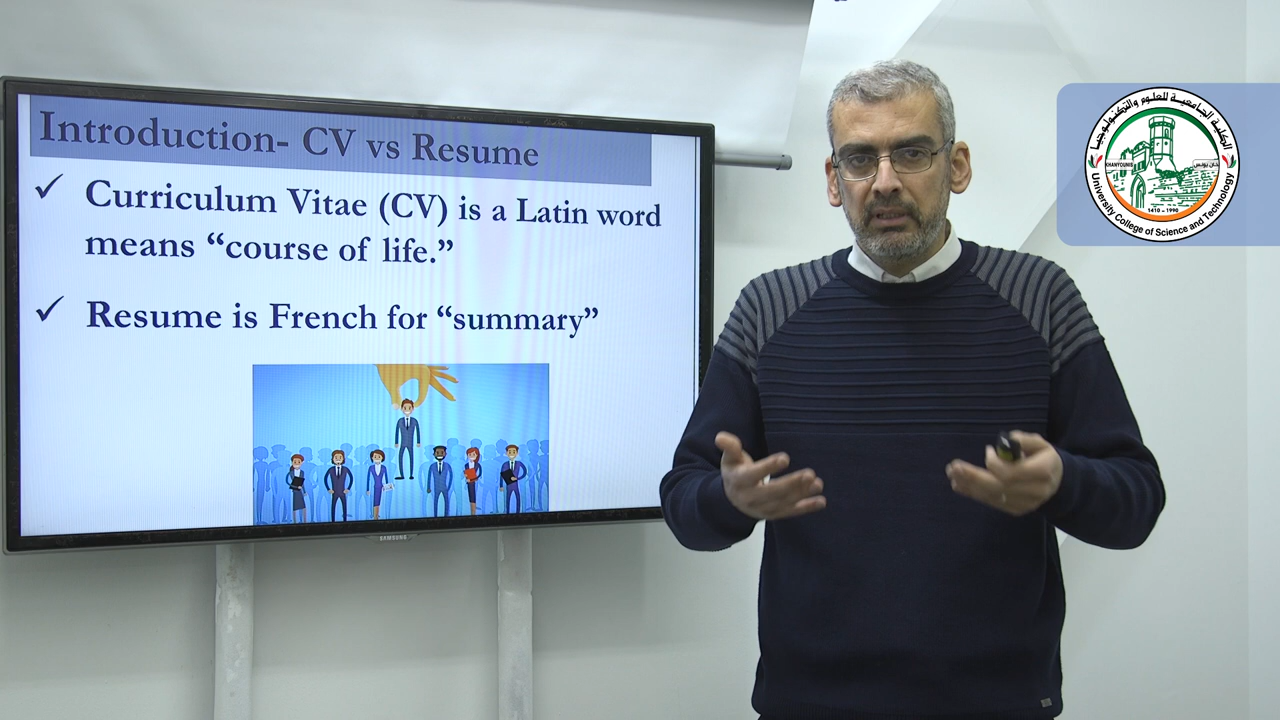 Introduction- CV vs Resume
✓ Curriculum Vitae (CV) is a Latin word
means “course of life.”
✓ Resume is French for “summary”
SAMSUNG
الكلية الجامعية للعلوم والتكنولوجيا
KHANYOUNIS
خان يونس
1410 - 1990
University College of Science and Technology